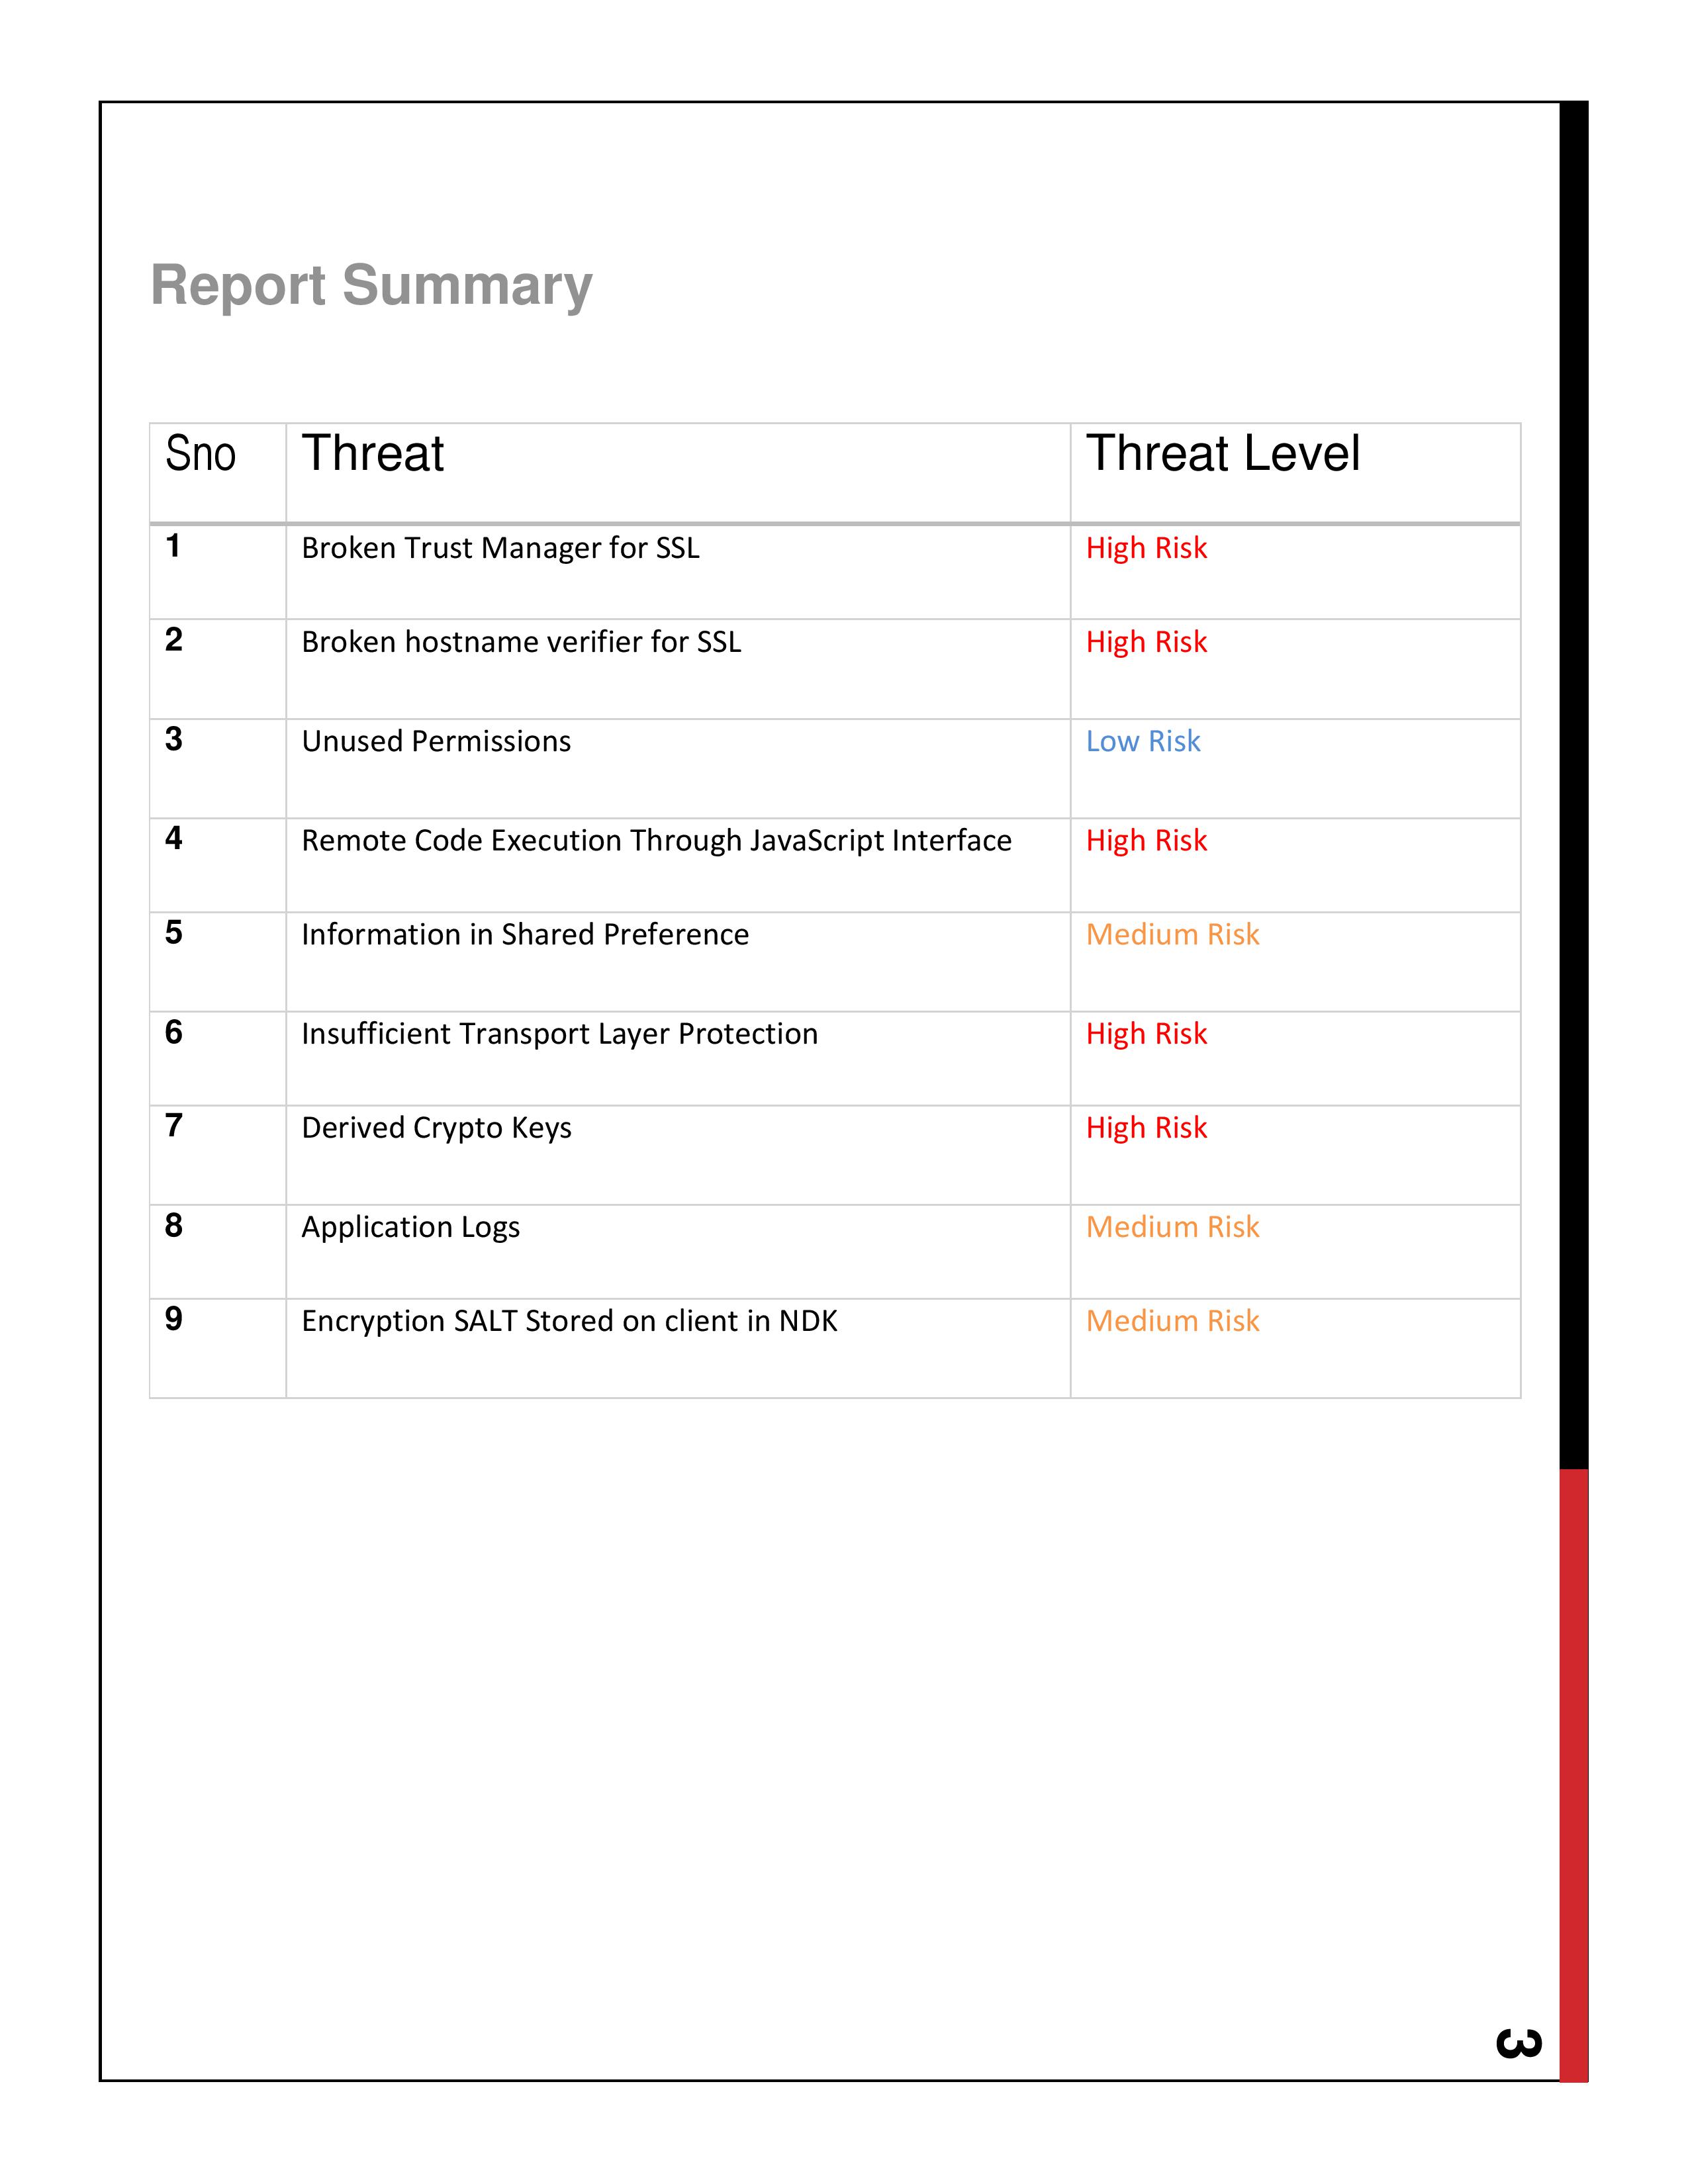 Report Summary
Sno Threat Threat Level
1 Broken Trust Manager for SSL High Risk
2 Broken hostname verifier for SSL High Risk
3 Unused Permissions Low Risk
4 Remote Code Execution Through JavaScript Interface High Risk
5 Information in Shared Preference Medium Risk
6 Insufficient Transport Layer Protection High Risk
7 Derived Crypto Keys High Risk
8 Application Logs Medium Risk
9 Encryption SALT Stored on client in NDK Medium Risk
3